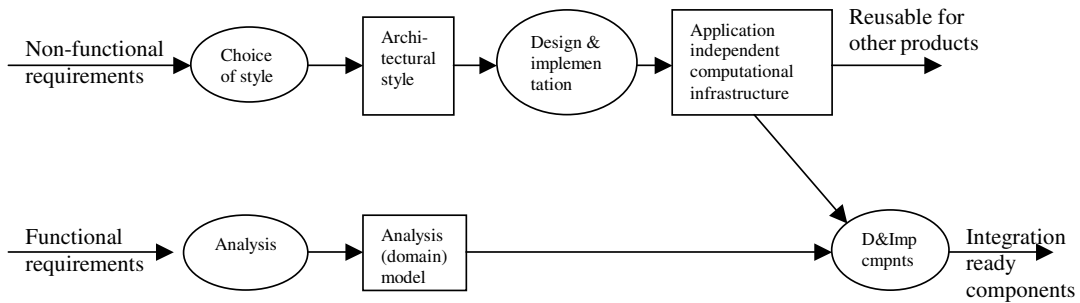 Non-functional
requirements
Choice
of style
Archi-
tectural
style
Design &
implemen
tation
Application
independent
computational
infrastructure
Reusable for
other products
Functional
requirements
Analysis
Analysis
(domain)
model
D&Imp
cmpnts
Integration
ready
components